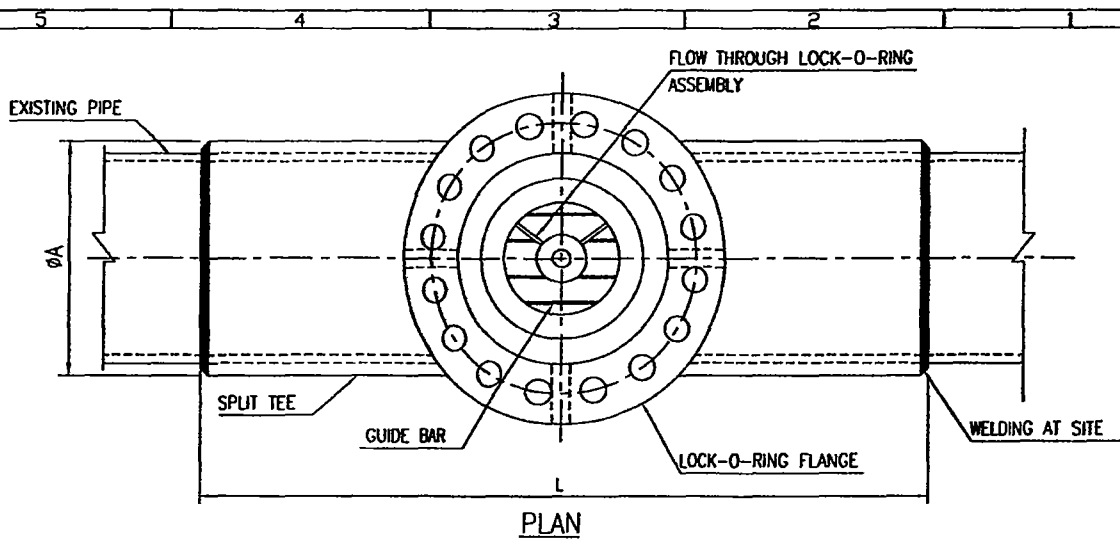 5 4 3 2 1
FLOW THROUGH LOCK-O-RING
ASSEMBLY
EXISTING PIPE
ØA
SPLIT TEE
GUIDE BAR
WELDING AT SITE
LOCK-O-RING FLANGE
L
PLAN